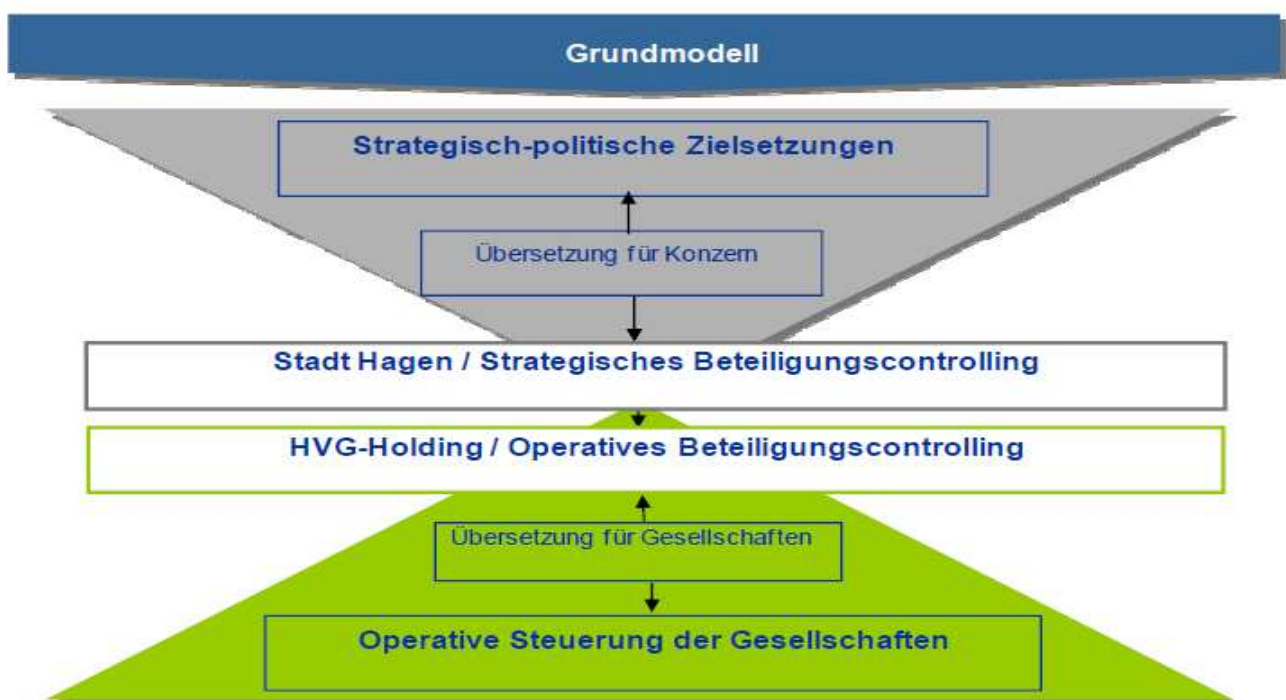 Grundmodell
Strategisch-politische Zielsetzungen
Übersetzung für Konzern
Stadt Hagen / Strategisches Beteiligungscontrolling
HVG-Holding / Operatives Beteiligungscontrolling
Übersetzung für Gesellschaften
Operative Steuerung der Gesellschaften